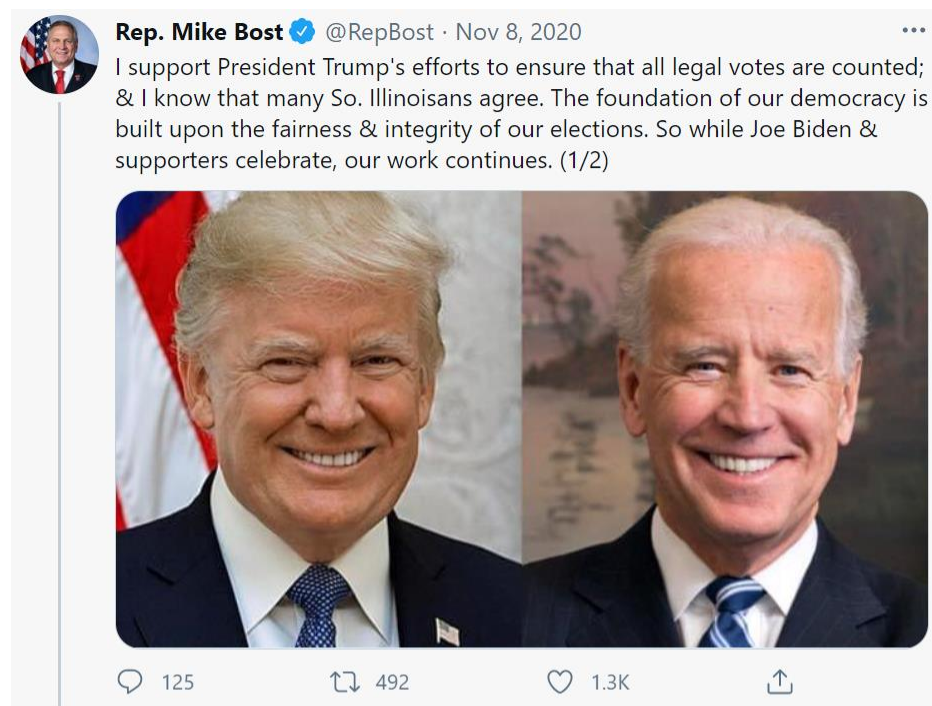 Rep. Mike Bost @RepBost · Nov 8, 2020
I support President Trump's efforts to ensure that all legal votes are counted;
& I know that many So. Illinoisans agree. The foundation of our democracy is
built upon the fairness & integrity of our elections. So while Joe Biden &
supporters celebrate, our work continues. (1/2)
125 492 1.3K